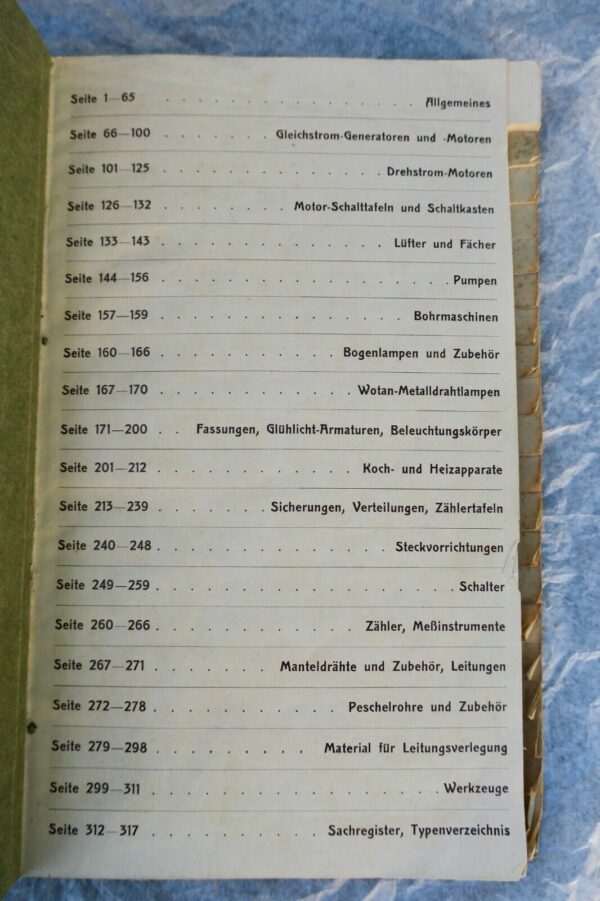 Seite 1—65 . . . . . . . . . . . . . . . . Allgemeines
Seite 66—100 . . . . . . . Gleichstrom-Generatoren und -Motoren
Seite 101—125 . . . . . . . . . . . . . Drehstrom-Motoren
Seite 126—132 . . . . . . . . Motor-Schalttafeln und Schaltkasten
Seite 133—143 . . . . . . . . . . . . . Lüfter und Fächer
Seite 144—156 . . . . . . . . . . . . . . . . . Pumpen
Seite 157—159 . . . . . . . . . . . . . . Bohrmaschinen
Seite 160—166 . . . . . . . . . . Bogenlampen und Zubehör
Seite 167—170 . . . . . . . . . . . Wotan-Metalldrahtlampen
Seite 171—200 . . Fassungen, Glühlicht-Armaturen, Beleuchtungskörper
Seite 201—212 . . . . . . . . . . . Koch- und Heizapparate
Seite 213—239 . . . . . . . Sicherungen, Verteilungen, Zählertafeln
Seite 240—248 . . . . . . . . . . . . . Steckvorrichtungen
Seite 249—259 . . . . . . . . . . . . . . . . . Schalter
Seite 260—266 . . . . . . . . . . . . Zähler, Meßinstrumente
Seite 267—271 . . . . . . . Manteldrähte und Zubehör, Leitungen
Seite 272—278 . . . . . . . . . . . Peschelrohre und Zubehör
Seite 279—298 . . . . . . . . . Material für Leitungsverlegung
Seite 299—311 . . . . . . . . . . . . . . . . Werkzeuge
Seite 312—317 . . . . . . . . . Sachregister, Typenverzeichnis